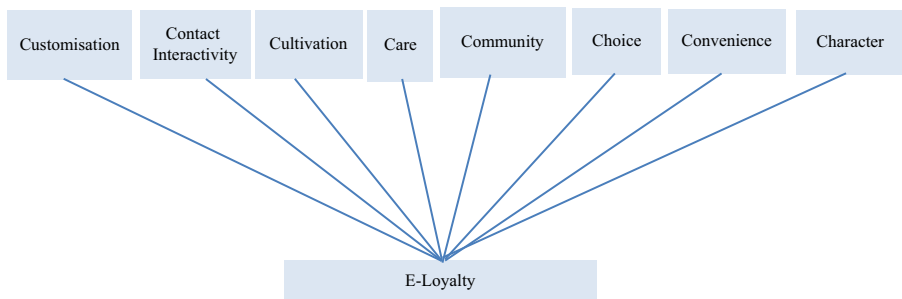 Customisation
Contact
Interactivity
Cultivation
Care
Community
Choice
Convenience
Character
E-Loyalty